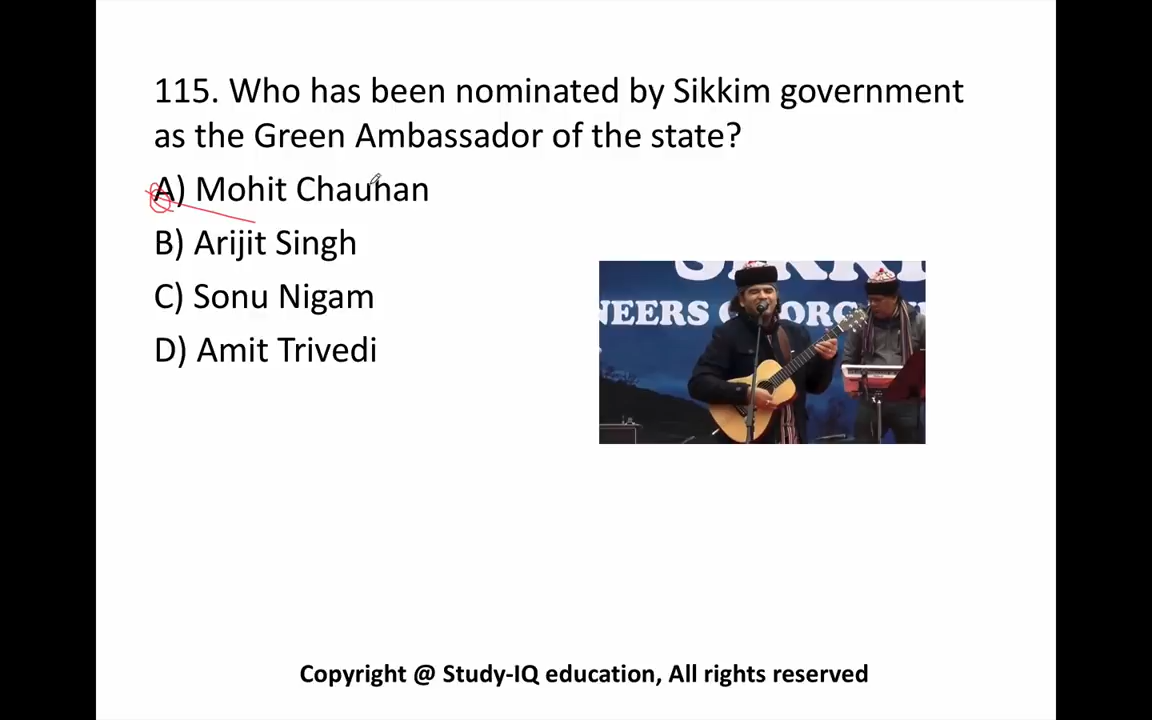 115. Who has been nominated by Sikkim government
as the Green Ambassador of the state?
A) Mohit Chauhan
B) Arijit Singh
C) Sonu Nigam
D) Amit Trivedi
Copyright @ Study-IQ education, All rights reserved